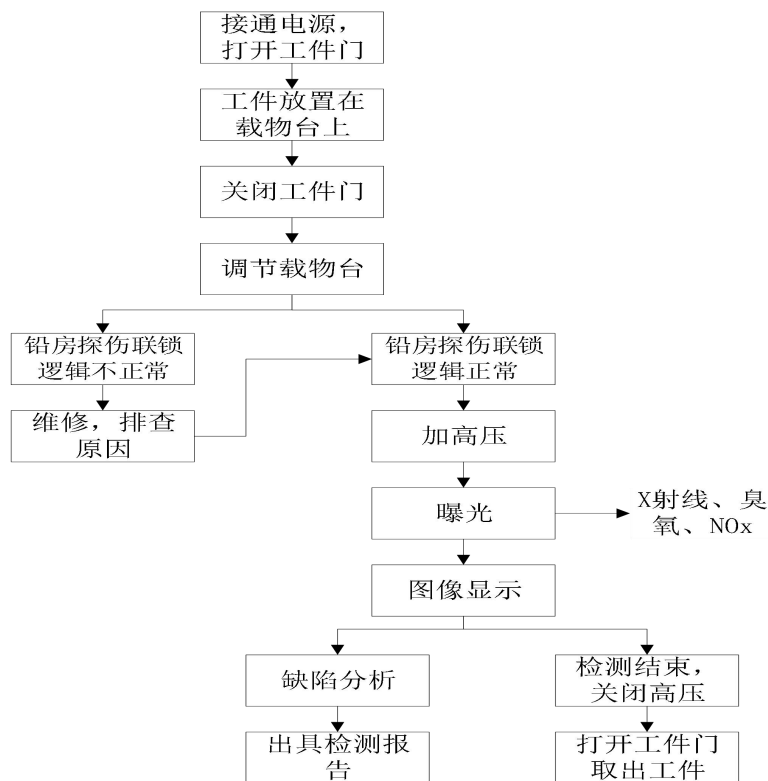 接通电源，
打开工件门
工件放置在
载物台上
关闭工件门
调节载物台
铅房探伤联锁
逻辑不正常
铅房探伤联锁
逻辑正常
维修，排查
原因
加高压
曝光
X射线、臭
氧、NOx
图像显示
缺陷分析
检测结束，
关闭高压
出具检测报
告
打开工件门
取出工件